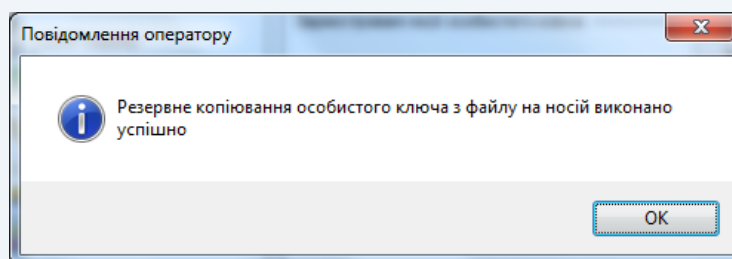 Повідомлення оператору
Резервне копіювання особистого ключа з файлу на носій виконано
успішно
OK